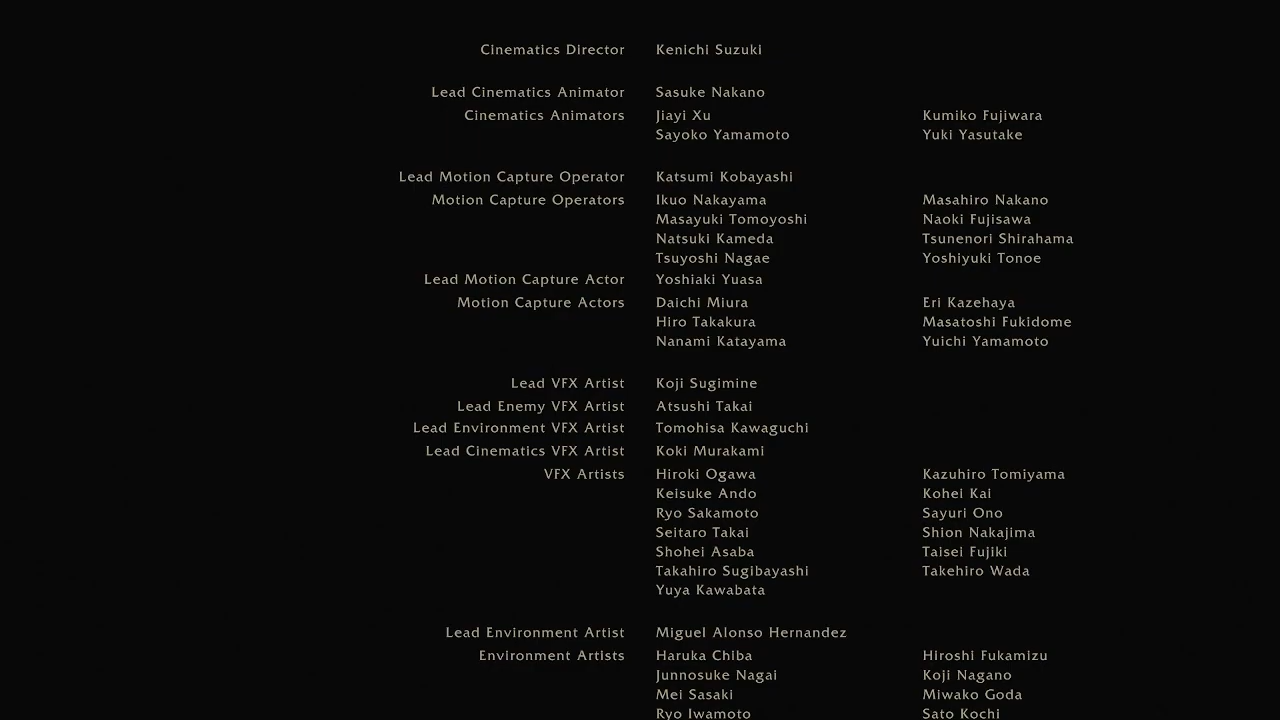 Cinematics Director Kenichi Suzuki
Lead Cinematics Animator Sasuke Nakano
Cinematics Animators Jiayi Xu Kumiko Fujiwara
Sayoko Yamamoto Yuki Yasutake
Lead Motion Capture Operator Katsumi Kobayashi
Motion Capture Operators Ikuo Nakayama Masahiro Nakano
Masayuki Tomoyoshi Naoki Fujisawa
Natsuki Kameda Tsunenori Shirahama
Tsuyoshi Nagae Yoshiyuki Tonoe
Lead Motion Capture Actor Yoshiaki Yuasa
Motion Capture Actors Daichi Miura Eri Kazehaya
Hiro Takakura Masatoshi Fukidome
Nanami Katayama Yuichi Yamamoto
Lead VFX Artist Koji Sugimine
Lead Enemy VFX Artist Atsushi Takai
Lead Environment VFX Artist Tomohisa Kawaguchi
Lead Cinematics VFX Artist Koki Murakami
VFX Artists Hiroki Ogawa Kazuhiro Tomiyama
Keisuke Ando Kohei Kai
Ryo Sakamoto Sayuri Ono
Seitaro Takai Shion Nakajima
Shohei Asaba Taisei Fujiki
Takahiro Sugibayashi Takehiro Wada
Yuya Kawabata
Lead Environment Artist Miguel Alonso Hernandez
Environment Artists Haruka Chiba Hiroshi Fukamizu
Junnosuke Nagai Koji Nagano
Mei Sasaki Miwako Goda
Ryo Iwamoto Sato Kochi